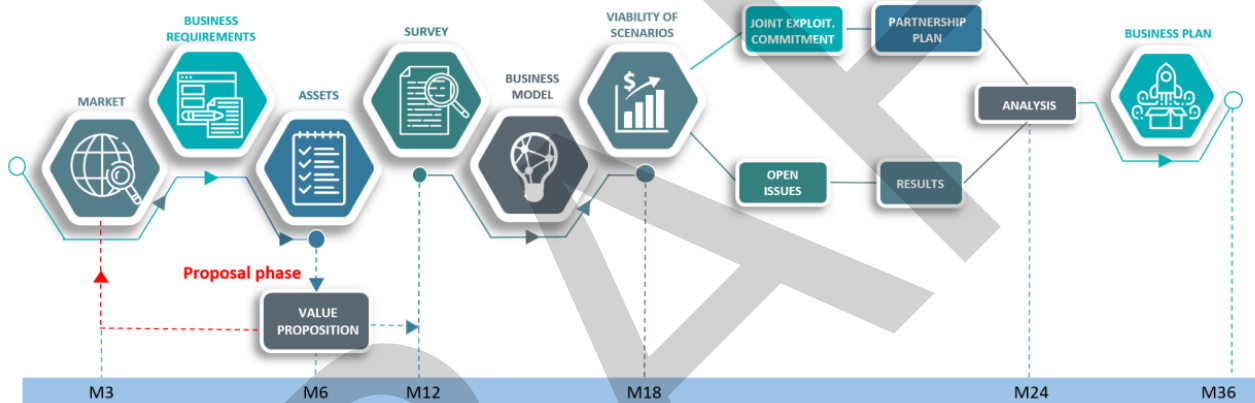 MARKET
BUSINESS
REQUIREMENTS
ASSETS
SURVEY
BUSINESS
MODEL
VIABILITY OF
SCENARIOS
$
JOINT EXPLOIT.
COMMITMENT
PARTNERSHIP
PLAN
OPEN
ISSUES
RESULTS
ANALYSIS
BUSINESS PLAN
Proposal phase
VALUE
PROPOSITION
M3
M6
M12
M18
M24
M36